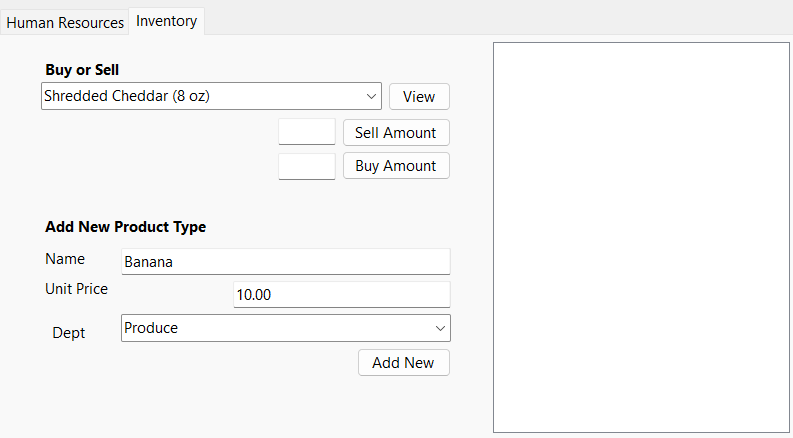 Human Resources Inventory
Buy or Sell
Shredded Cheddar (8 oz) View
Sell Amount
Buy Amount
Add New Product Type
Name Banana
Unit Price 10.00
Dept Produce
Add New